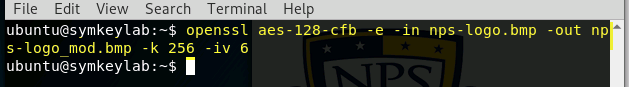 File Edit View Search Terminal Help
ubuntu@symkeylab:~$ openssl aes-128-cfb -e -in nps-logo.bmp -out np
s-logo_mod.bmp -k 256 -iv 6
ubuntu@symkeylab:~$
NPS